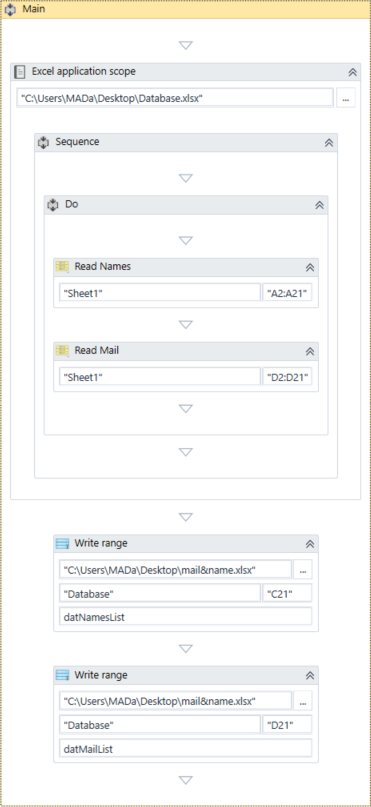 Main
Excel application scope
"C:\Users\MADa\Desktop\Database.xlsx"
...
Sequence
Do
Read Names
"Sheet1" "A2:A21"
Read Mail
"Sheet1" "D2:D21"
Write range
"C:\Users\MADa\Desktop\mail&name.xlsx" ...
"Database" "C21"
datNamesList
Write range
"C:\Users\MADa\Desktop\mail&name.xlsx" ...
"Database" "D21"
datMailList